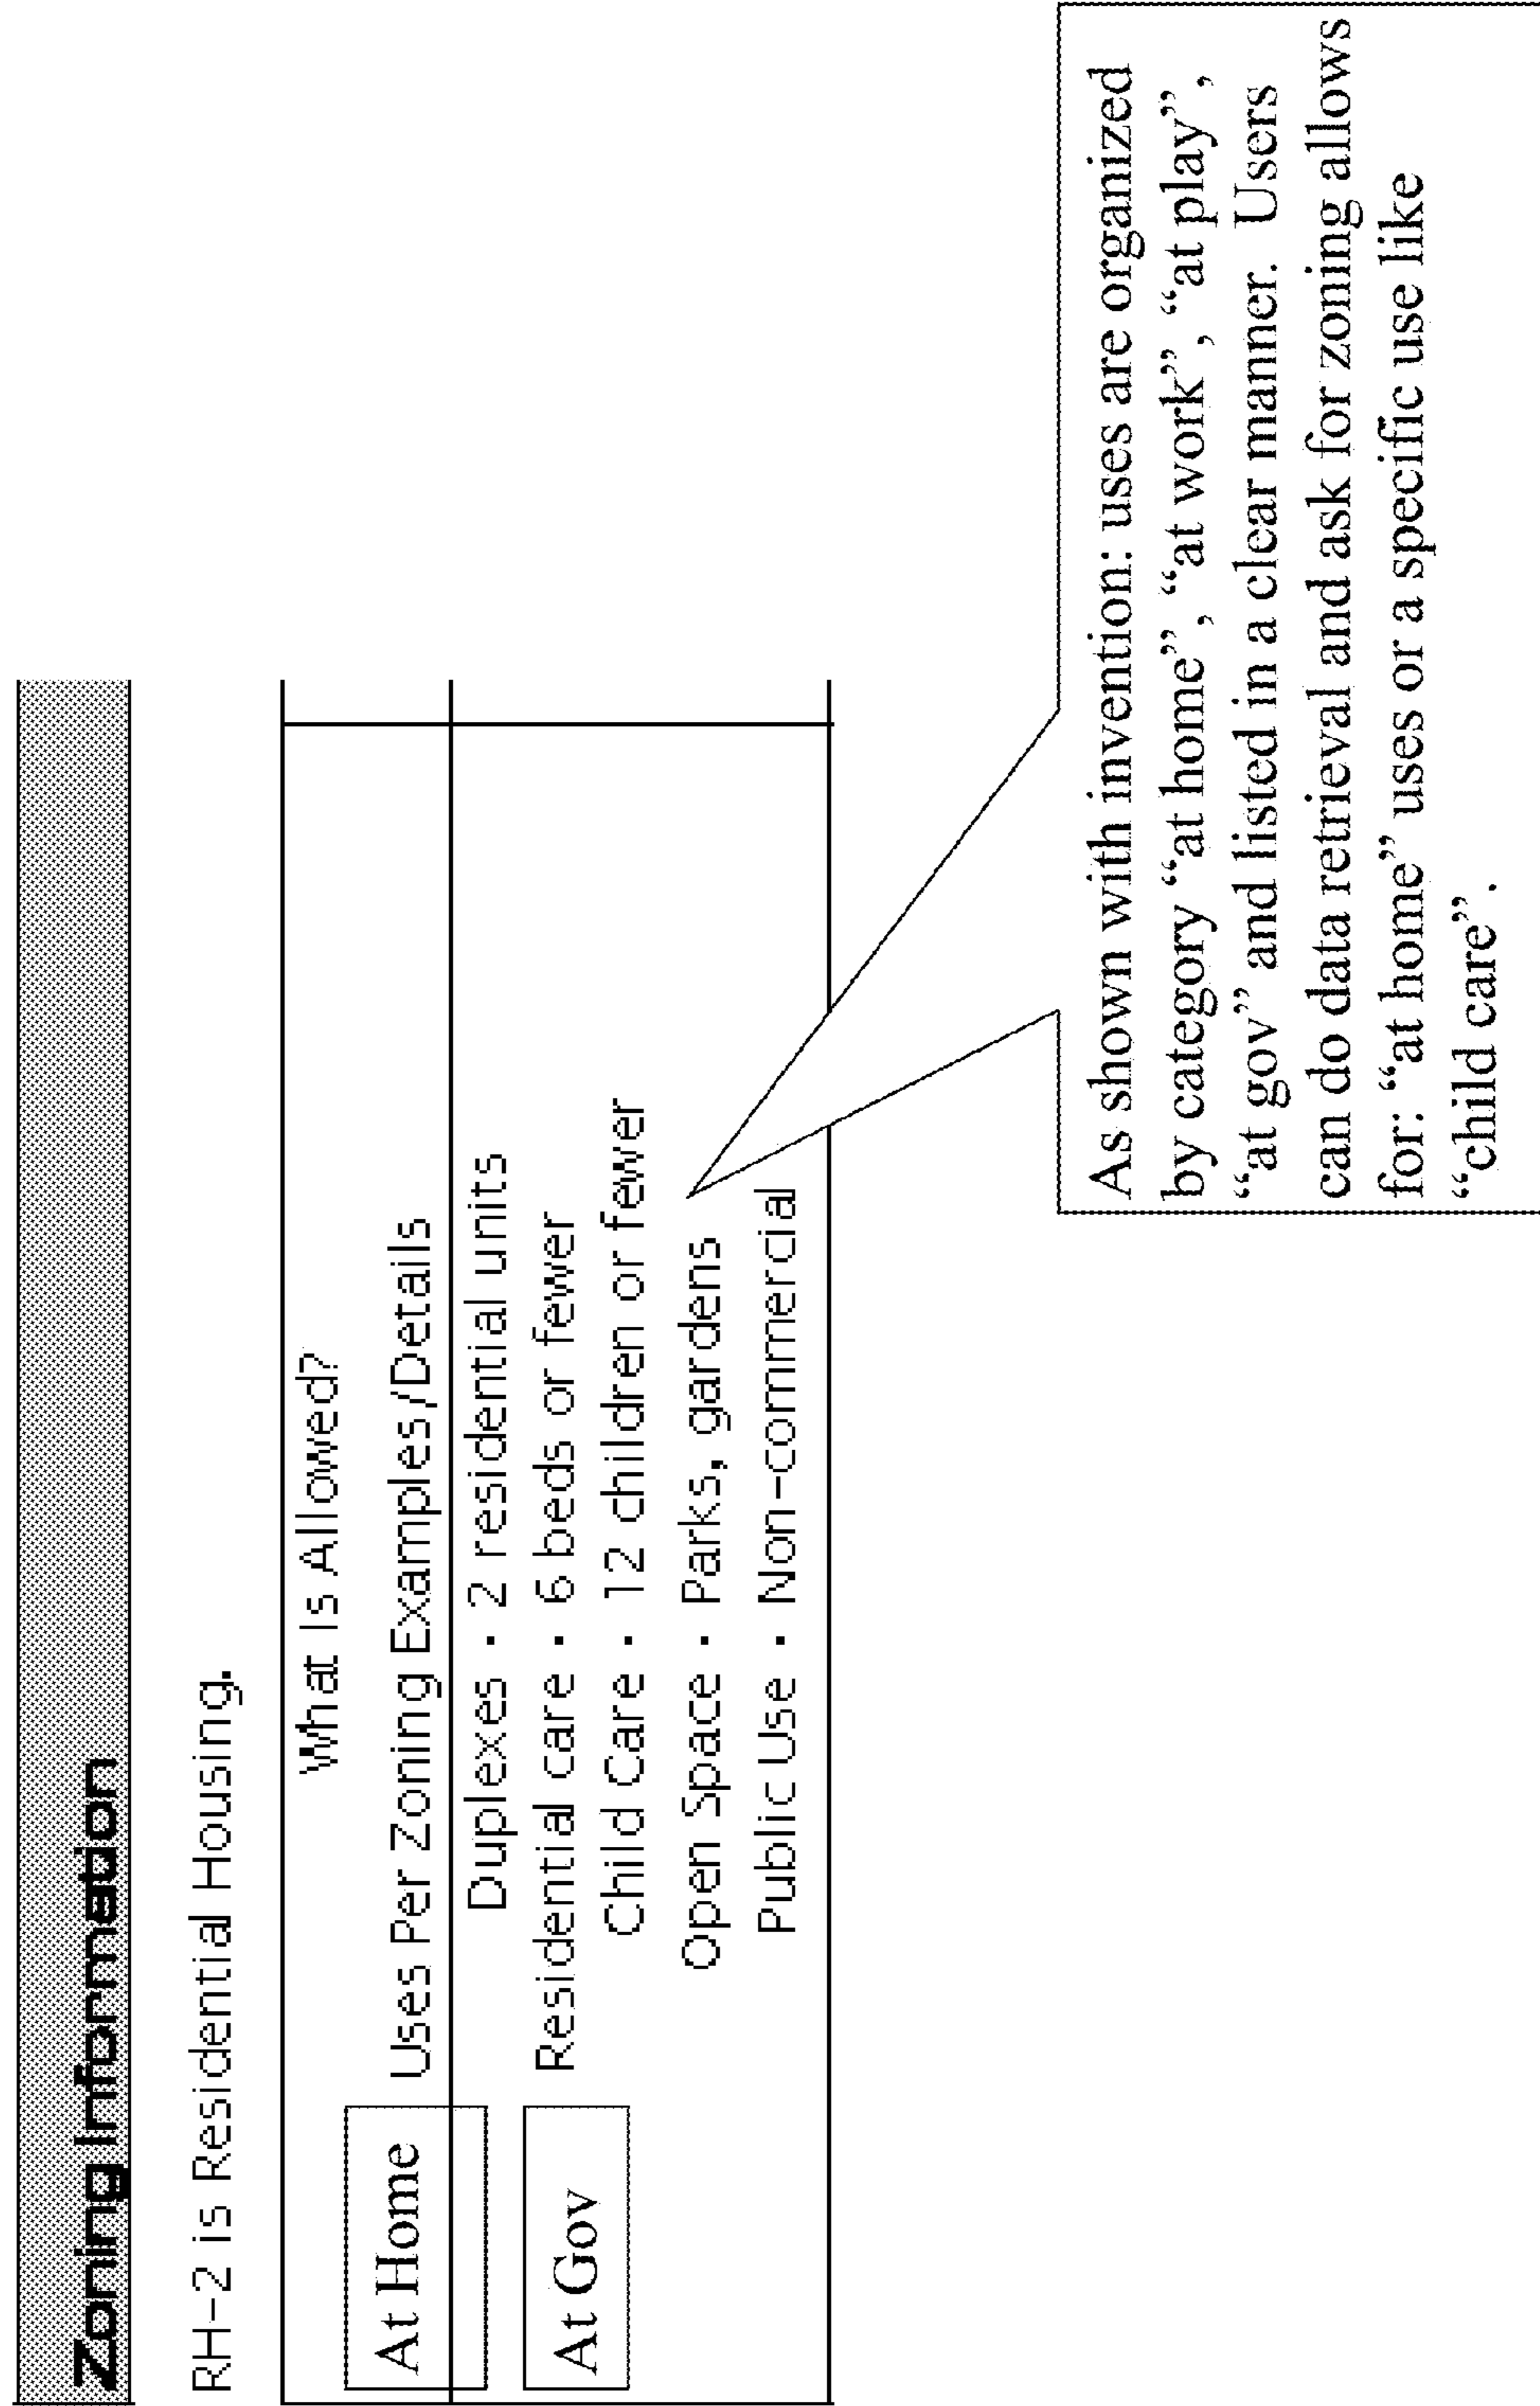 Zoning Information
RH-2 is Residential Housing.
What Is Allowed?
At Home
Uses Per Zoning Examples/Details
Duplexes · 2 residential units
At Gov
Residential care · 6 beds or fewer
Child Care · 12 children or fewer
Open Space · Parks, gardens
Public Use · Non-commercial
As shown with invention: uses are organized
by category “at home”, “at work”, “at play”,
“at gov” and listed in a clear manner. Users
can do data retrieval and ask for zoning allows
for: “at home” uses or a specific use like
“child care”.